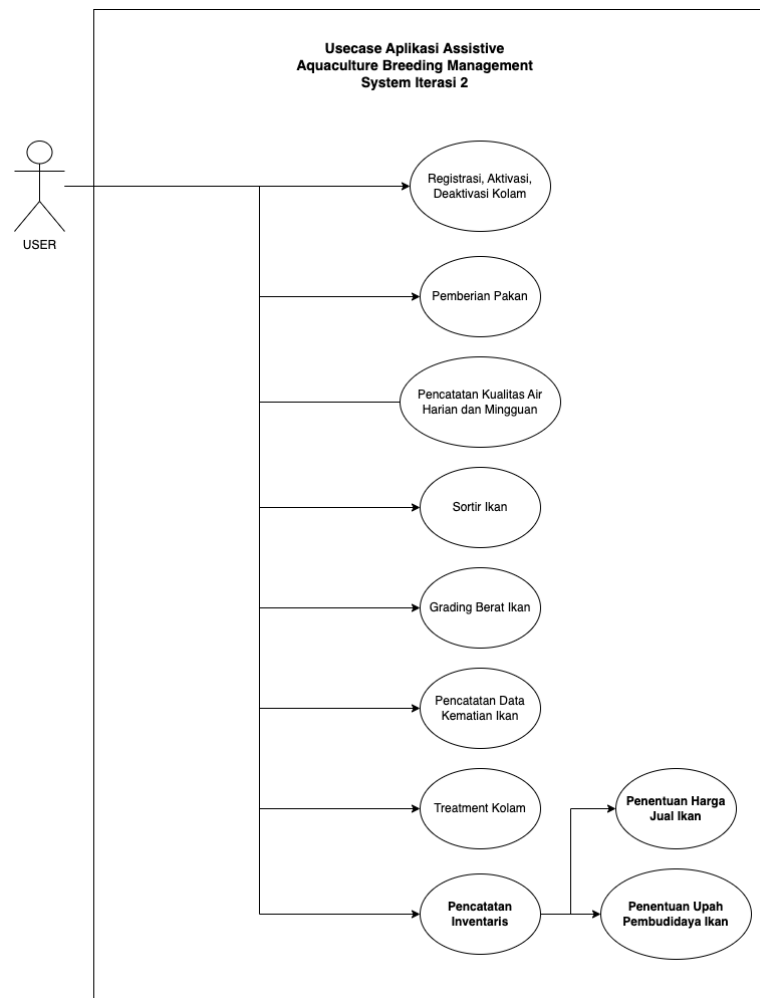 Usecase Aplikasi Assistive
Aquaculture Breeding Management
System Iterasi 2
USER
Registrasi, Aktivasi,
Deaktivasi Kolam
Pemberian Pakan
Pencatatan Kualitas Air
Harian dan Mingguan
Sortir Ikan
Grading Berat Ikan
Pencatatan Data
Kematian Ikan
Treatment Kolam
Penentuan Harga
Jual Ikan
Pencatatan
Inventaris
Penentuan Upah
Pembudidaya Ikan